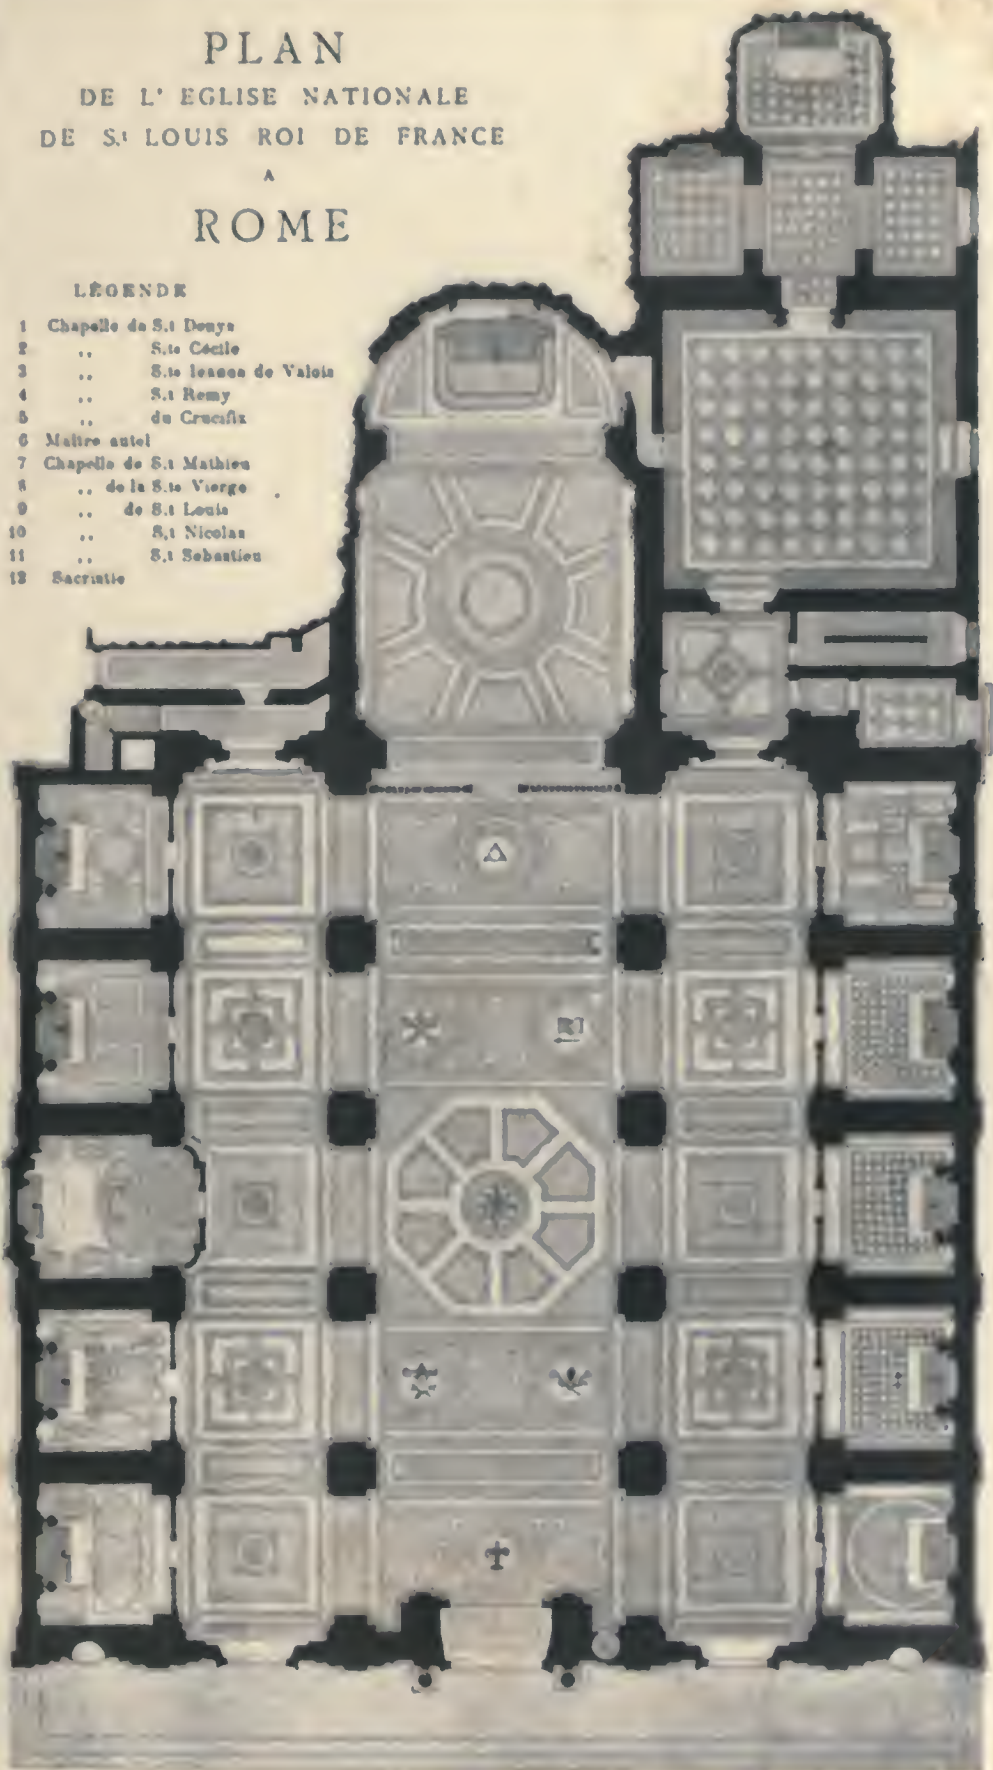 PLAN
DE L' EGLISE NATIONALE
DE S.t LOUIS ROI DE FRANCE
A
ROME
LÉGENDE
1 Chapelle de S.t Denys
2 ,, S.te Cécile
3 ,, S.te Ieanne de Valois
4 ,, S.t Remy
5 ,, du Crucifix
6 Maître autel
7 Chapelle de S.t Mathieu
8 ,, de la S.te Vierge
9 ,, de S.t Louis
10 ,, S.t Nicolas
11 ,, S.t Sebastien
12 Sacristie